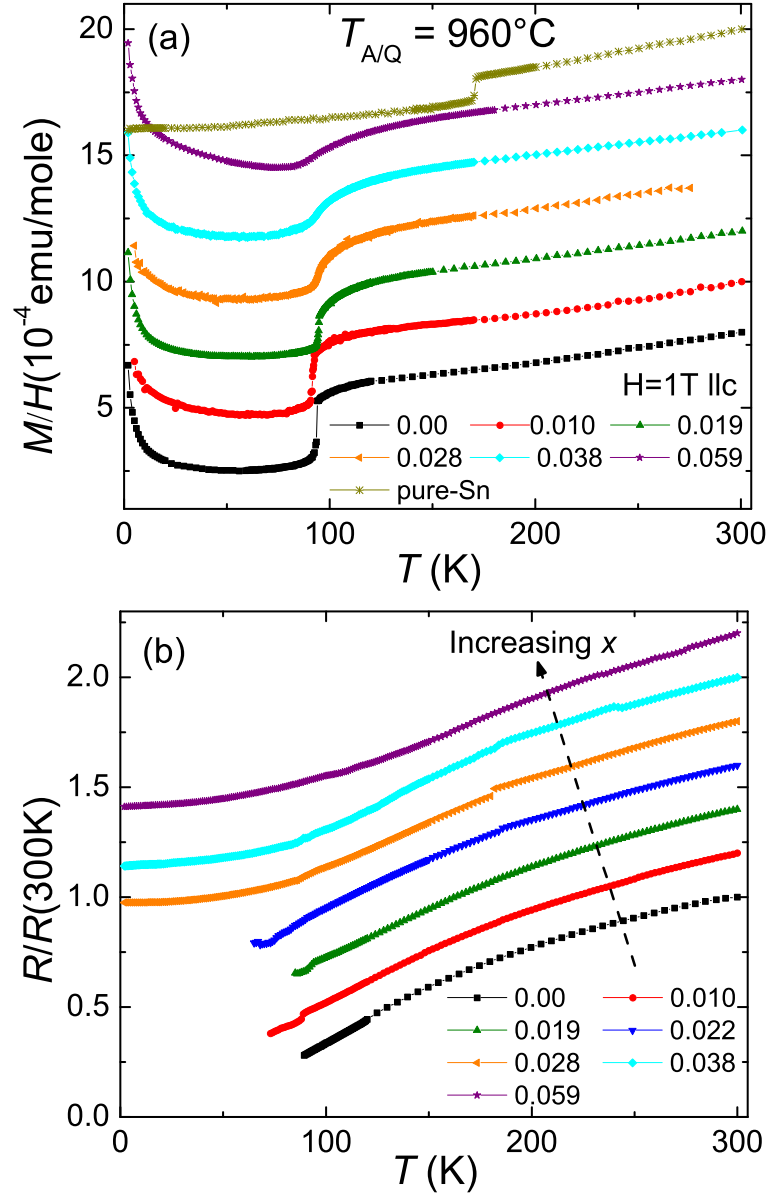 (a) T A/Q = 960°C
20
15
10
5
M/H(10-4 emu/mole)
H=1T llc
0.00 0.010 0.019
0.028 0.038 0.059
pure-Sn
0 100 200 300
T (K)
(b)
Increasing x
2.0
1.5
1.0
0.5
0.0
R/R(300K)
0.00 0.010
0.019 0.022
0.028 0.038
0.059
0 100 200 300
T (K)